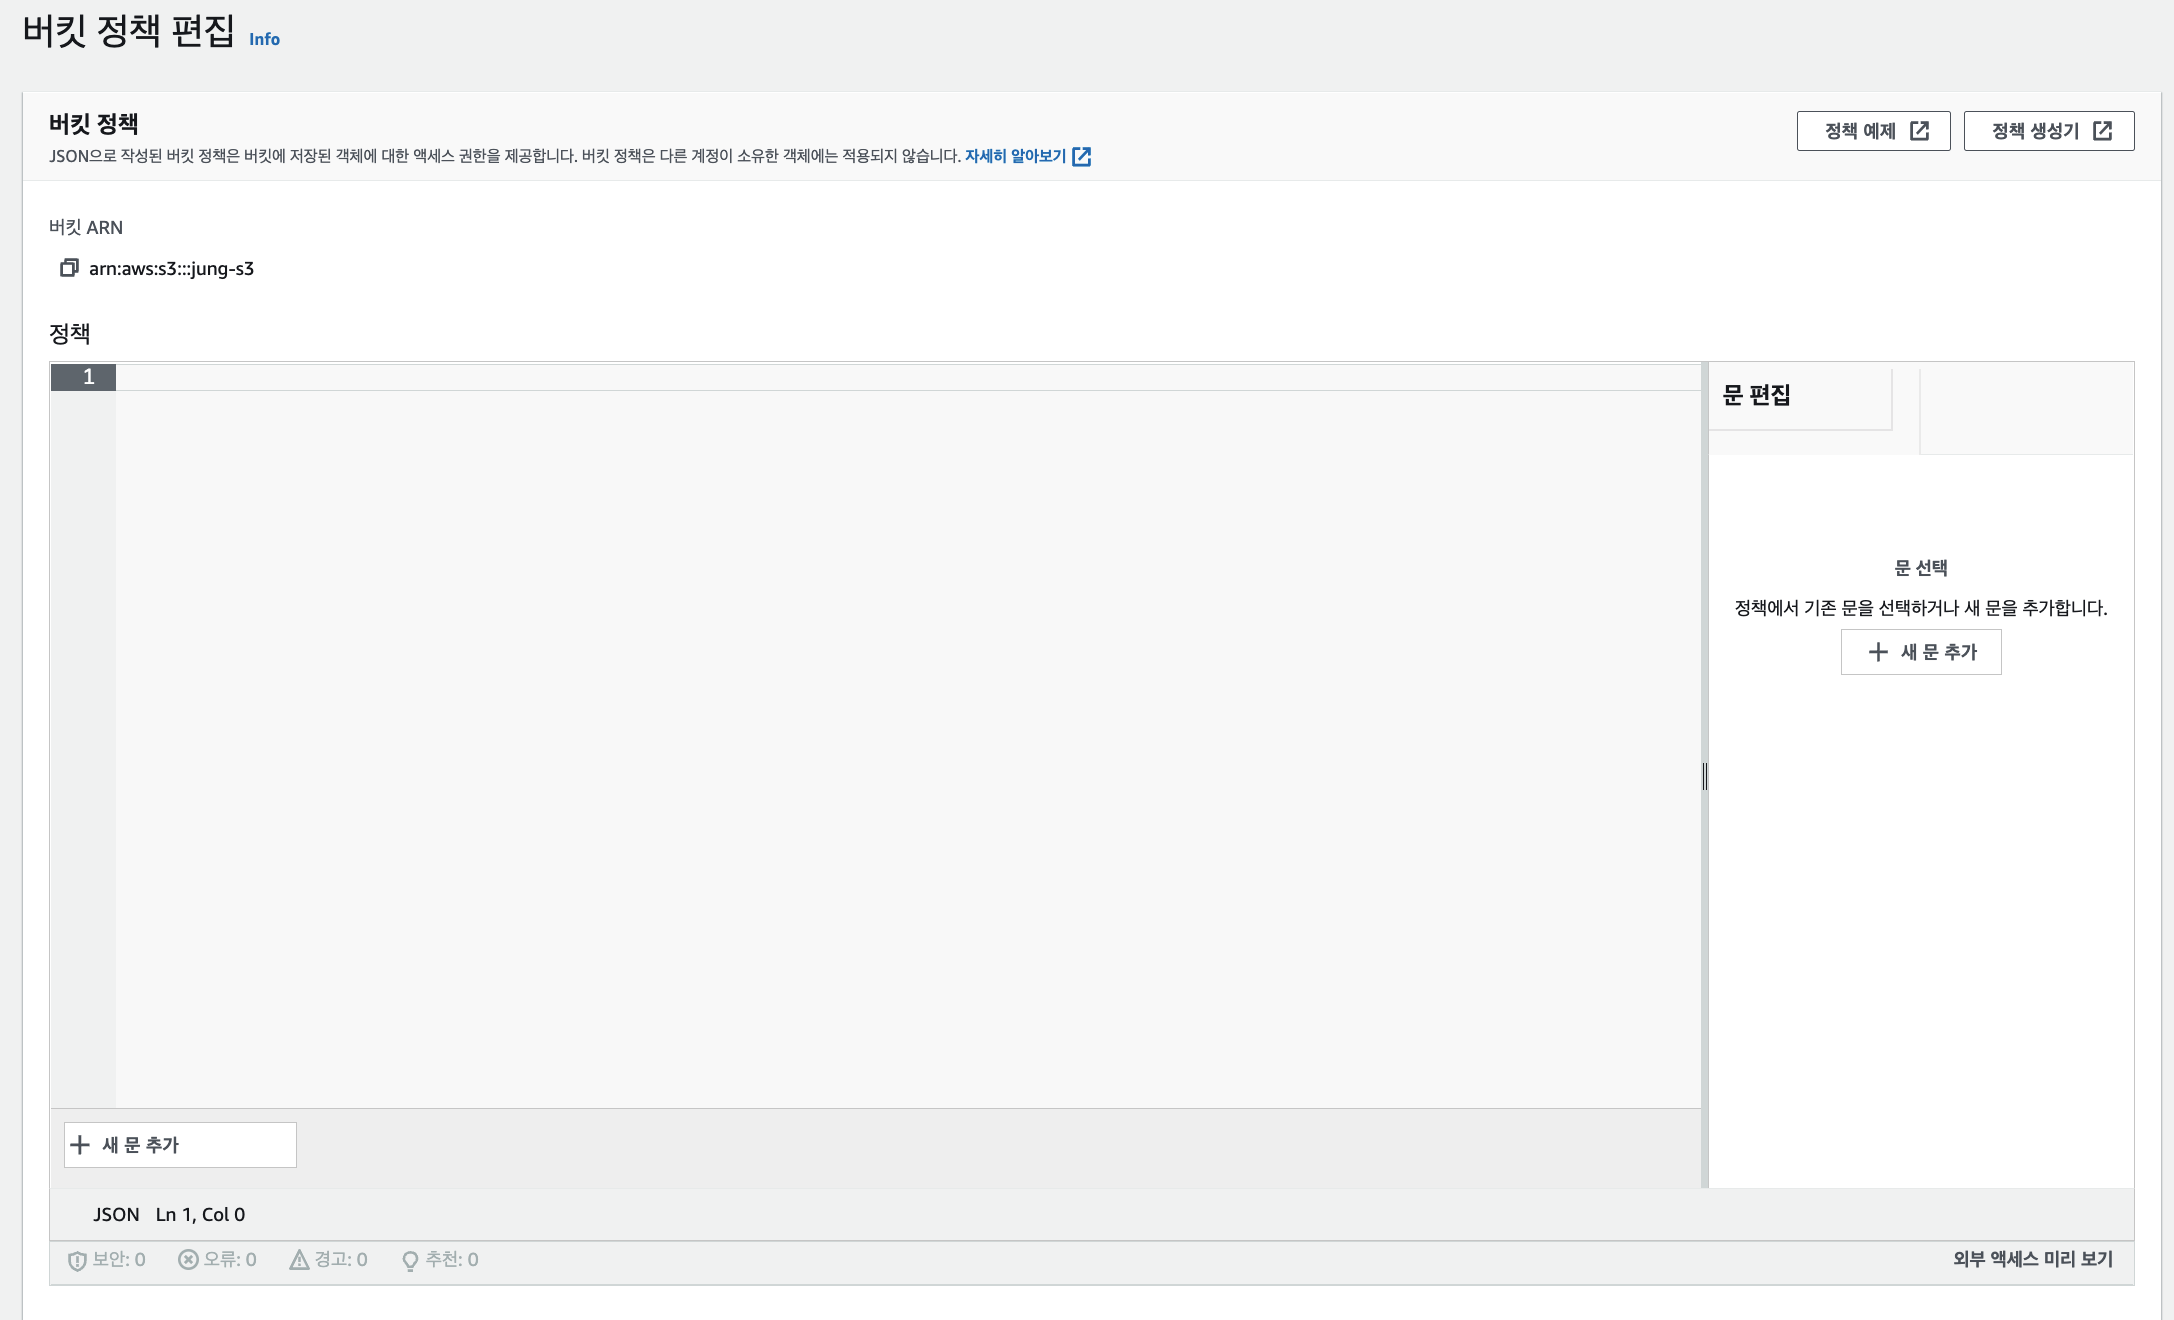 버킷 정책 편집 Info
버킷 정책
JSON으로 작성된 버킷 정책은 버킷에 저장된 객체에 대한 액세스 권한을 제공합니다. 버킷 정책은 다른 계정이 소유한 객체에는 적용되지 않습니다. 자세히 알아보기
정책 예제
정책 생성기
버킷 ARN
arn:aws:s3:::jung-s3
정책
1
문 편집
문 선택
정책에서 기존 문을 선택하거나 새 문을 추가합니다.
새 문 추가
새 문 추가
JSON Ln 1, Col 0
보안: 0 오류: 0 경고: 0 추천: 0
외부 액세스 미리 보기